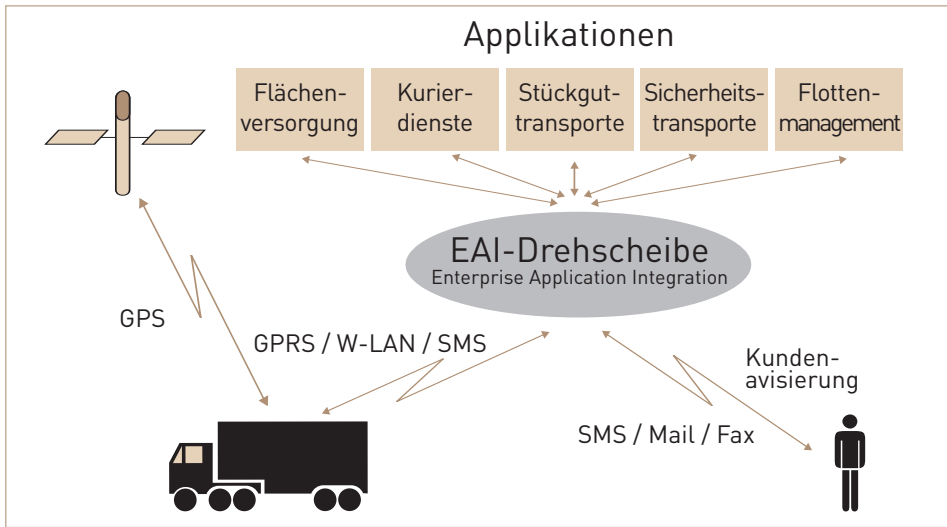 Applikationen
Flächen-
versorgung
Kurier-
dienste
Stückgut-
transporte
Sicherheits-
transporte
Flotten-
management
EAI-Drehscheibe
Enterprise Application Integration
GPS
GPRS / W-LAN / SMS
Kunden-
avisierung
SMS / Mail / Fax